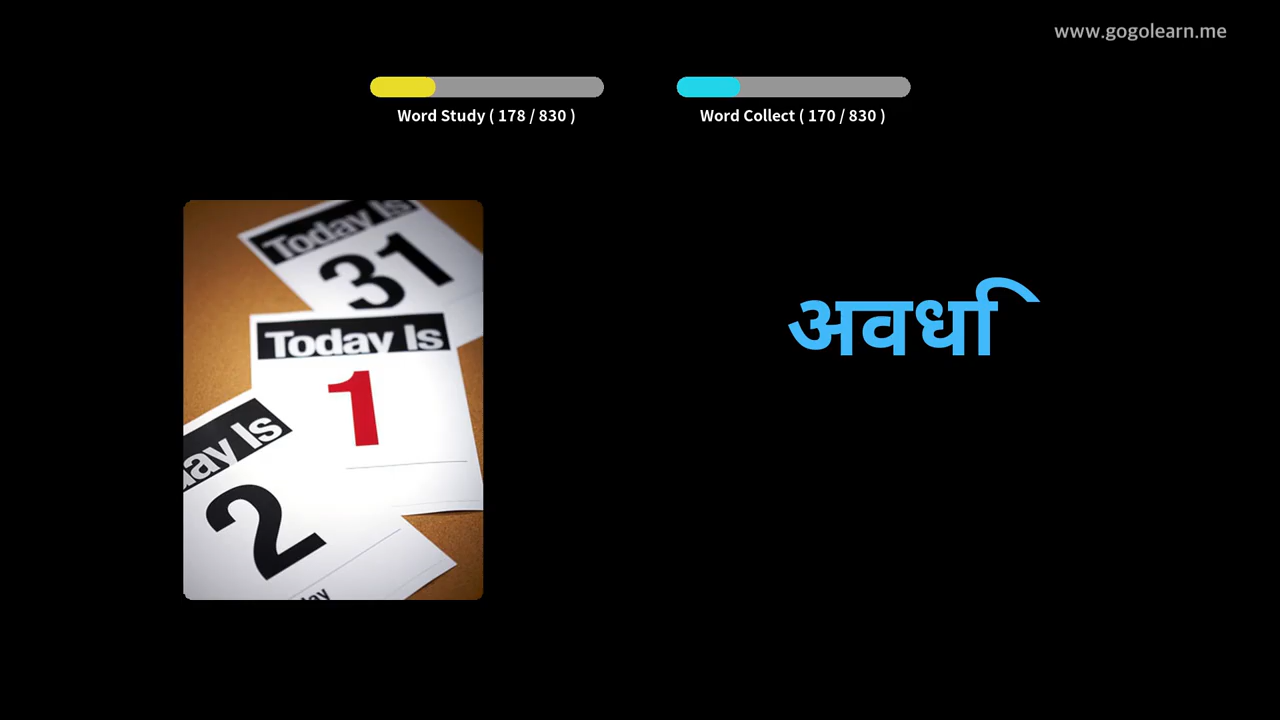 www.gogolearn.me
Word Study ( 178 / 830 )
Word Collect ( 170 / 830 )
Today Is
31
Today Is
1
ay Is
2
ay
अवधि